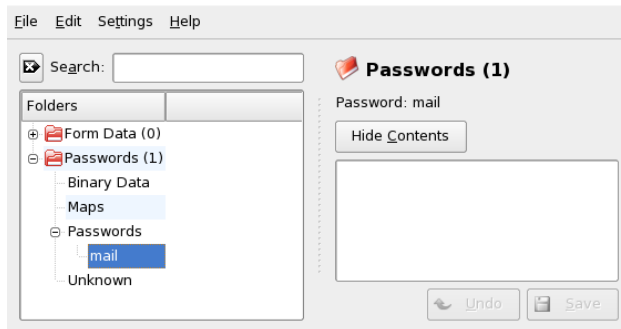 File Edit Settings Help
Search:
Folders
Form Data (0)
Passwords (1)
Binary Data
Maps
Passwords
mail
Unknown
Passwords (1)
Password: mail
Hide Contents
Undo Save